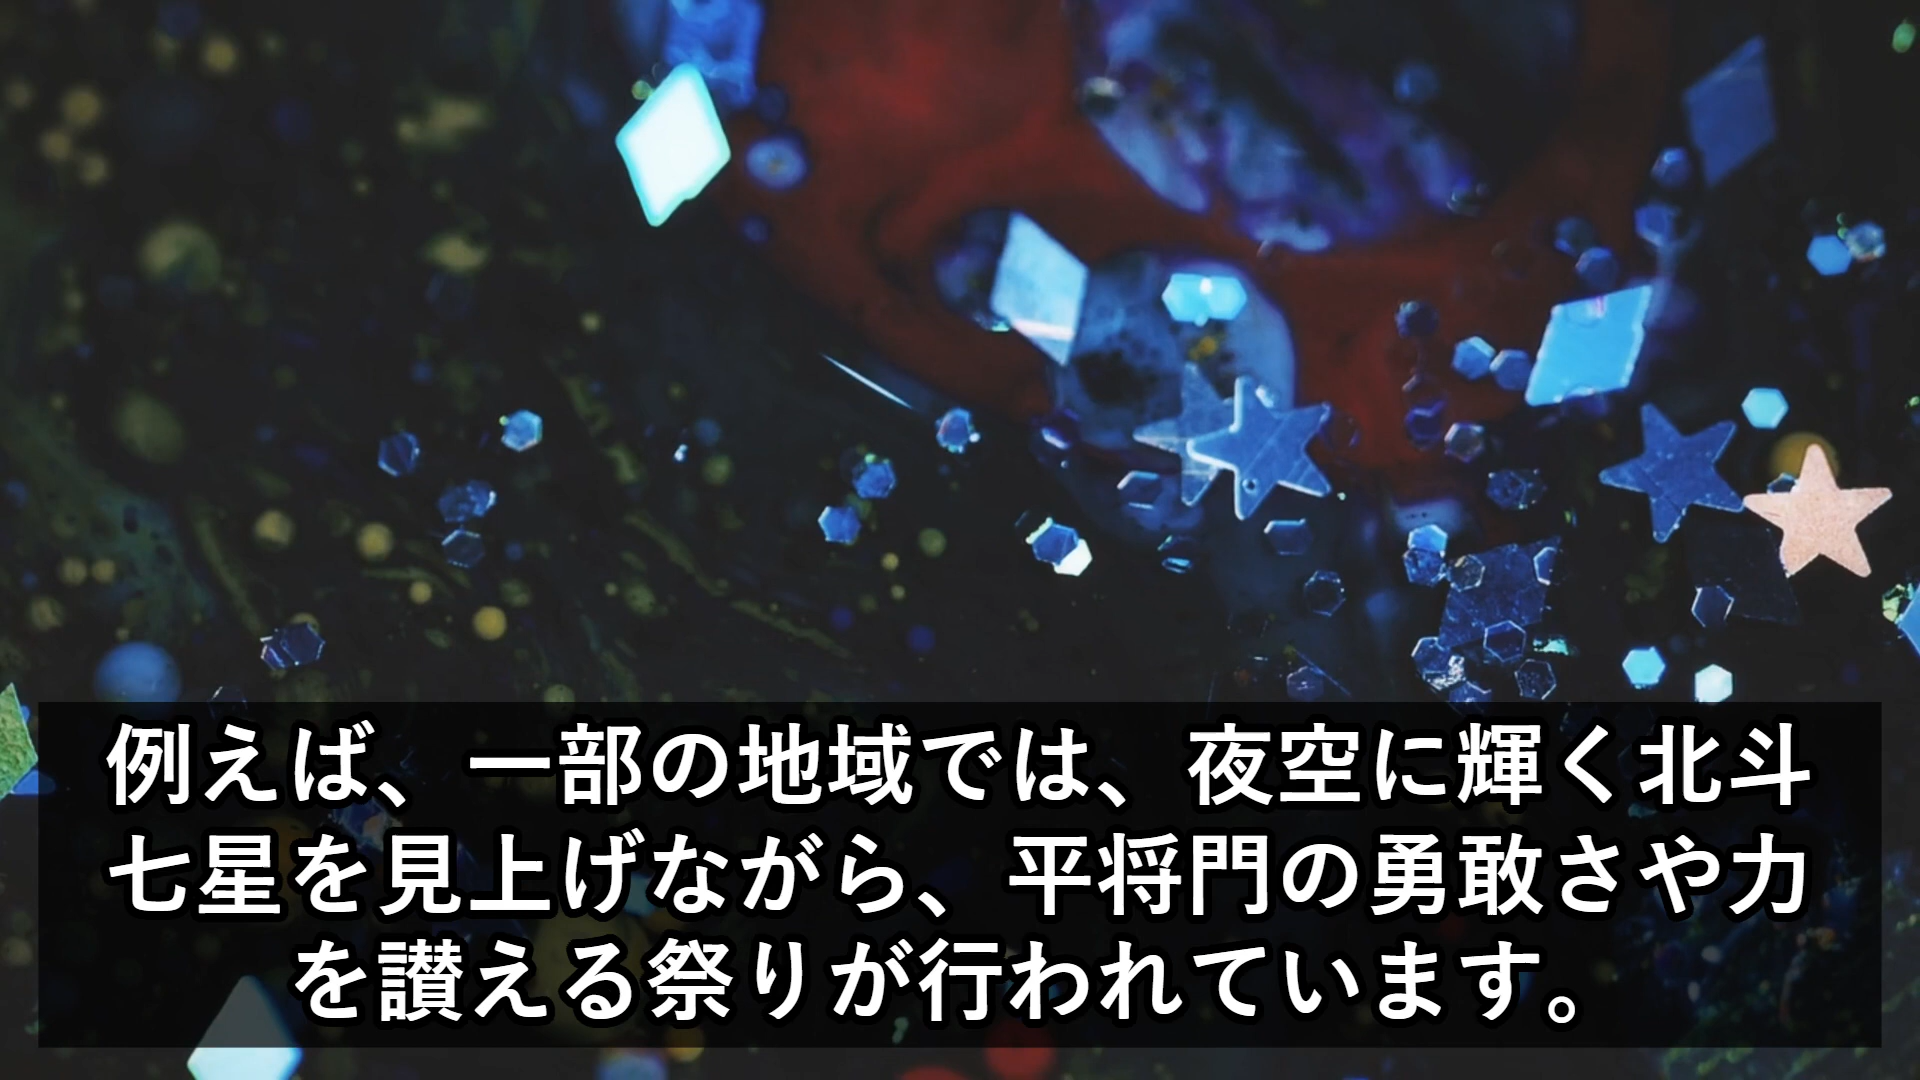 例えば、一部の地域では、夜空に輝く北斗
七星を見上げながら、平将門の勇敢さや力
を讃える祭りが行われています。